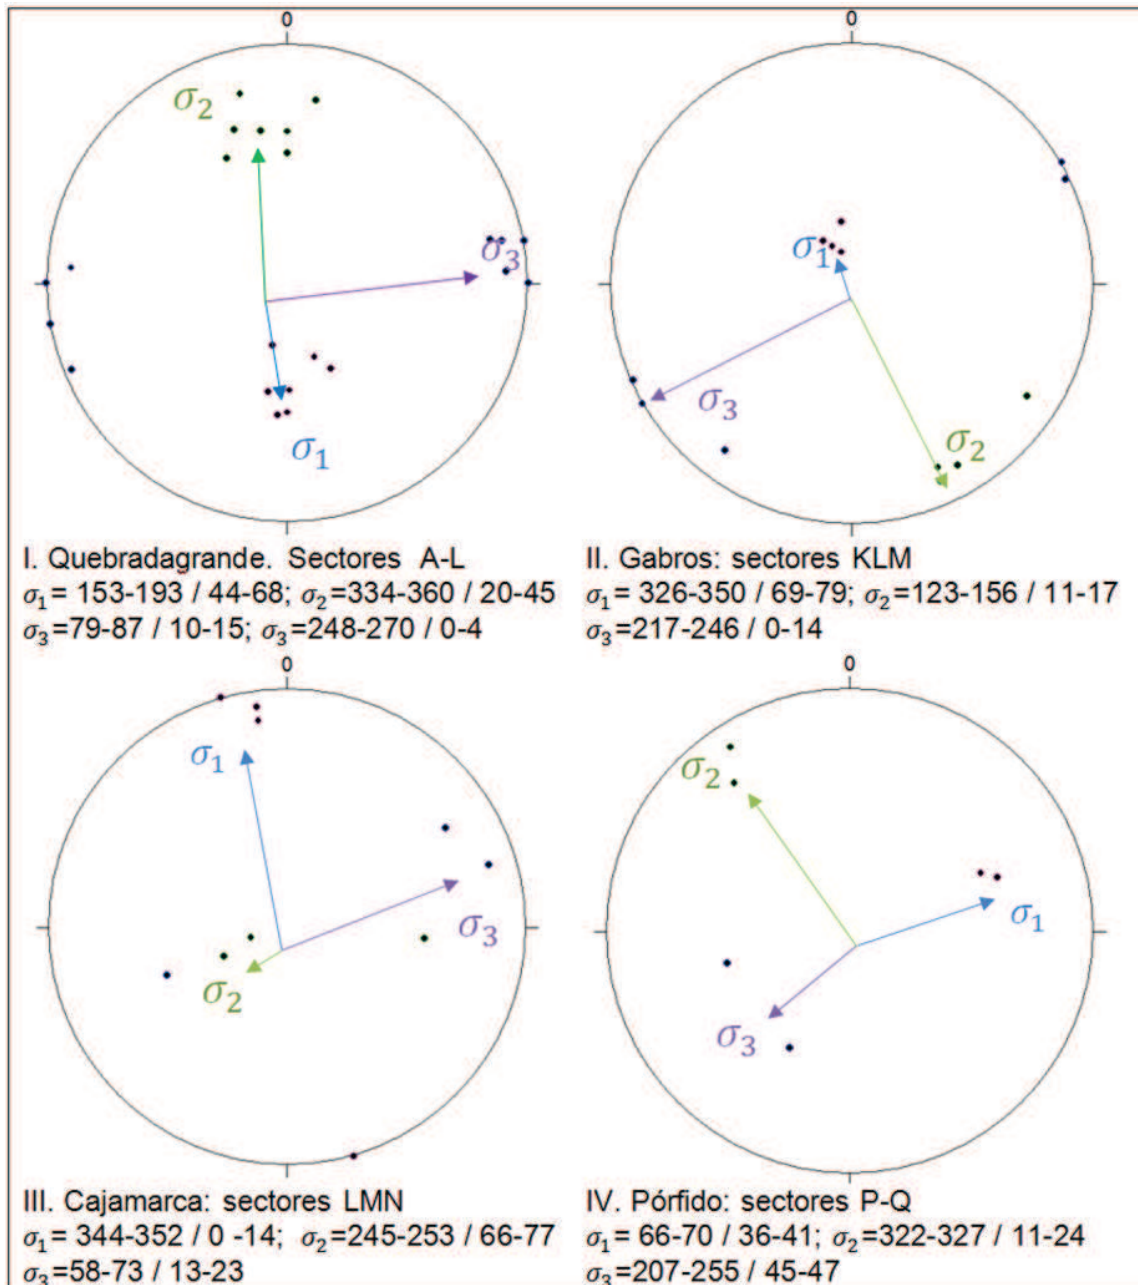 0
σ2
σ3
σ1
I. Quebradagrande. Sectores A-L
σ1= 153-193 / 44-68; σ2=334-360 / 20-45
σ3=79-87 / 10-15; σ3=248-270 / 0-4
0
σ1
σ3
σ2
II. Gabros: sectores KLM
σ1= 326-350 / 69-79; σ2=123-156 / 11-17
σ3=217-246 / 0-14
0
σ1
σ3
σ2
III. Cajamarca: sectores LMN
σ1= 344-352 / 0 -14; σ2=245-253 / 66-77
σ3=58-73 / 13-23
0
σ2
σ1
σ3
IV. Pórfido: sectores P-Q
σ1= 66-70 / 36-41; σ2=322-327 / 11-24
σ3=207-255 / 45-47